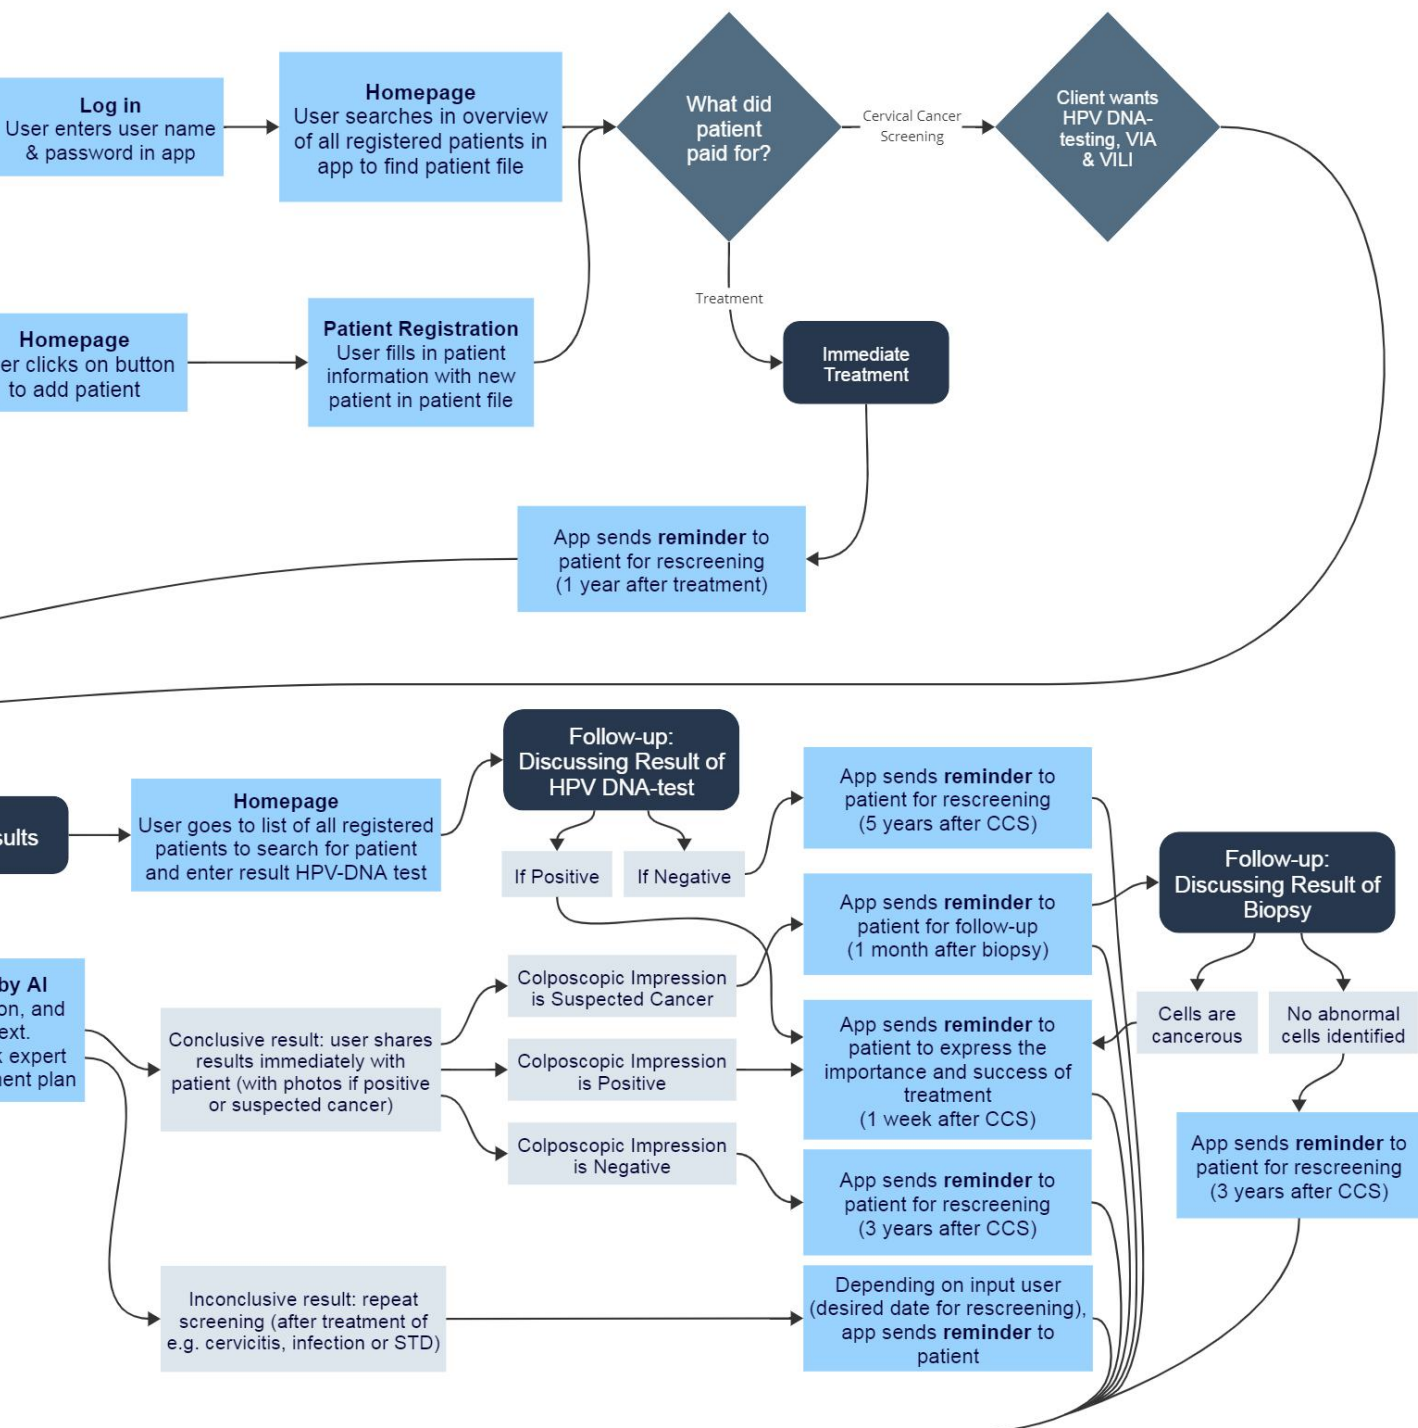 Log in
User enters user name
& password in app
Homepage
User searches in overview
of all registered patients in
app to find patient file
What did
patient
paid for?
Cervical Cancer
Screening
Client wants
HPV DNA-
testing, VIA
& VILI
Treatment
Homepage
er clicks on button
to add patient
Patient Registration
User fills in patient
information with new
patient in patient file
Immediate
Treatment
App sends reminder to
patient for rescreening
(1 year after treatment)
sults
Homepage
User goes to list of all registered
patients to search for patient
and enter result HPV-DNA test
Follow-up:
Discussing Result of
HPV DNA-test
If Positive
If Negative
App sends reminder to
patient for rescreening
(5 years after CCS)
App sends reminder to
patient for follow-up
(1 month after biopsy)
Follow-up:
Discussing Result of
Biopsy
Cells are
cancerous
No abnormal
cells identified
by AI
on, and
ext.
k expert
nent plan
Conclusive result: user shares
results immediately with
patient (with photos if positive
or suspected cancer)
Colposcopic Impression
is Suspected Cancer
Colposcopic Impression
is Positive
Colposcopic Impression
is Negative
App sends reminder to
patient to express the
importance and success of
treatment
(1 week after CCS)
App sends reminder to
patient for rescreening
(3 years after CCS)
App sends reminder to
patient for rescreening
(3 years after CCS)
Inconclusive result: repeat
screening (after treatment of
e.g. cervicitis, infection or STD)
Depending on input user
(desired date for rescreening),
app sends reminder to
patient